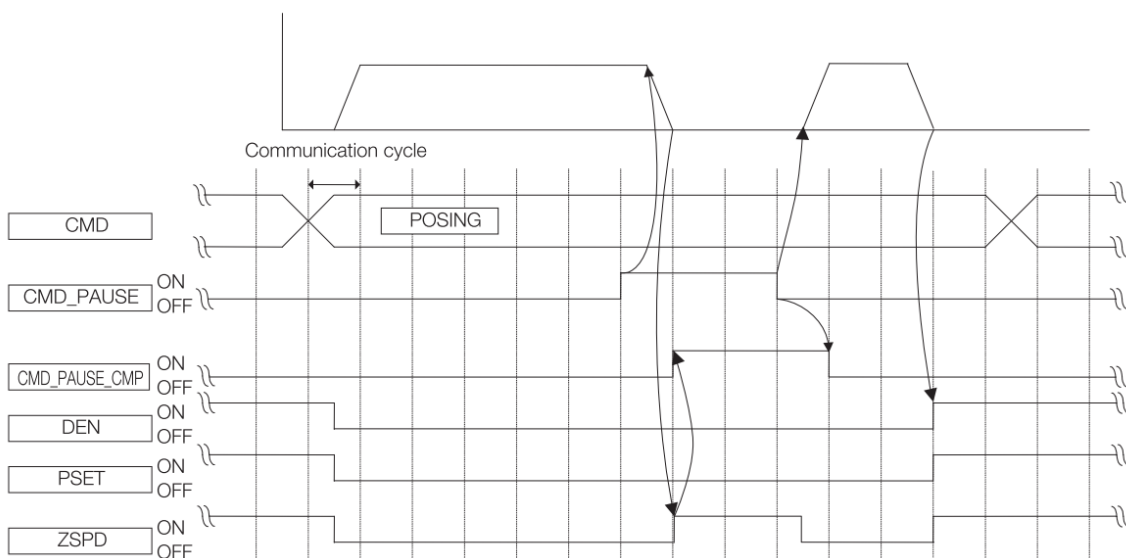 Communication cycle
CMD
POSING
CMD_PAUSE
ON
OFF
CMD_PAUSE_CMP
ON
OFF
DEN
ON
OFF
PSET
ON
OFF
ZSPD
ON
OFF